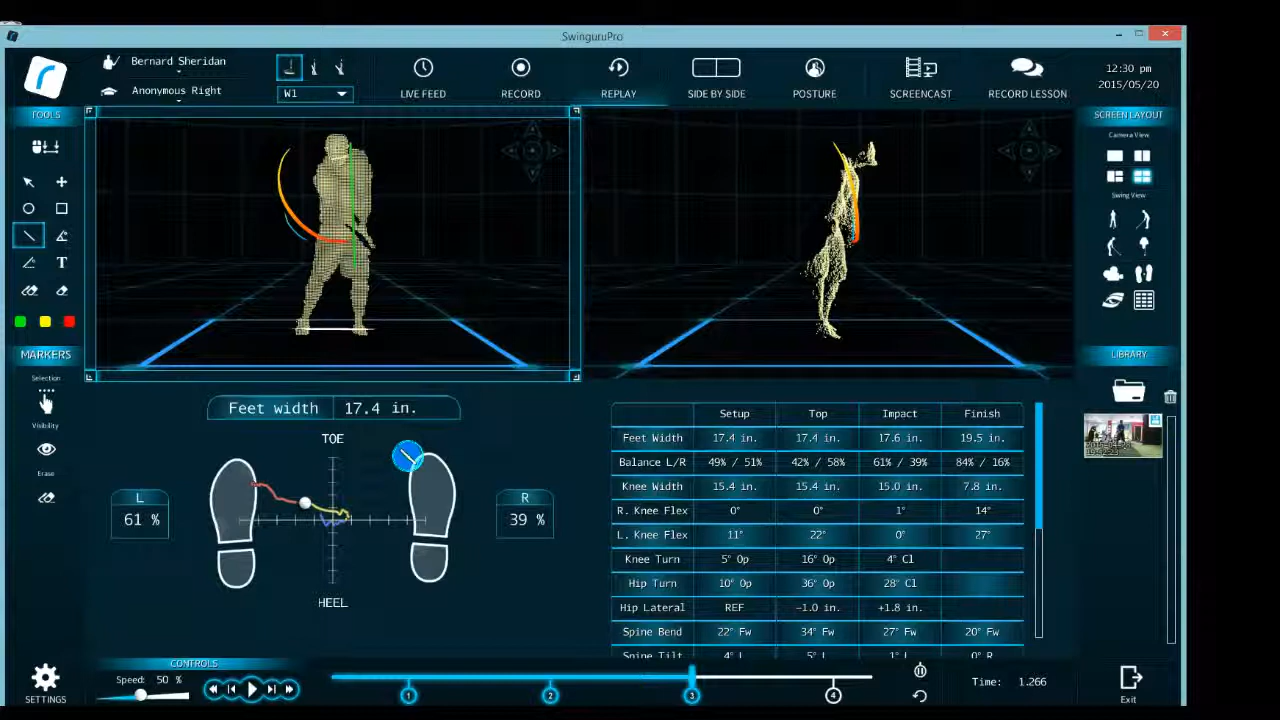 SwinguruPro
Bernard Sheridan
Anonymous Right
W1
LIVE FEED
RECORD
REPLAY
SIDE BY SIDE
POSTURE
SCREENCAST
RECORD LESSON
12:30 pm
2015/05/20
TOOLS
T
MARKERS
Selection
Visibility
Erase
SETTINGS
SCREEN LAYOUT
Camera View
Swing View
LIBRARY
Feet width 17.4 in.
TOE
L
61 %
R
39 %
HEEL
Setup Top Impact Finish
Feet Width 17.4 in. 17.4 in. 17.6 in. 19.5 in.
Balance L/R 49% / 51% 42% / 58% 61% / 39% 84% / 16%
Knee Width 15.4 in. 15.4 in. 15.0 in. 7.8 in.
R. Knee Flex 0° 0° 1° 14°
L. Knee Flex 11° 22° 0° 27°
Knee Turn 5° Op 16° Op 4° Cl
Hip Turn 10° Op 36° Op 28° Cl
Hip Lateral REF -1.0 in. +1.8 in.
Spine Bend 22° Fw 34° Fw 27° Fw 20° Fw
Spine Tilt 4° L 5° L 1° L 0° R
CONTROLS
Speed: 50 %
1 2 3 4
Time: 1.266
Exit